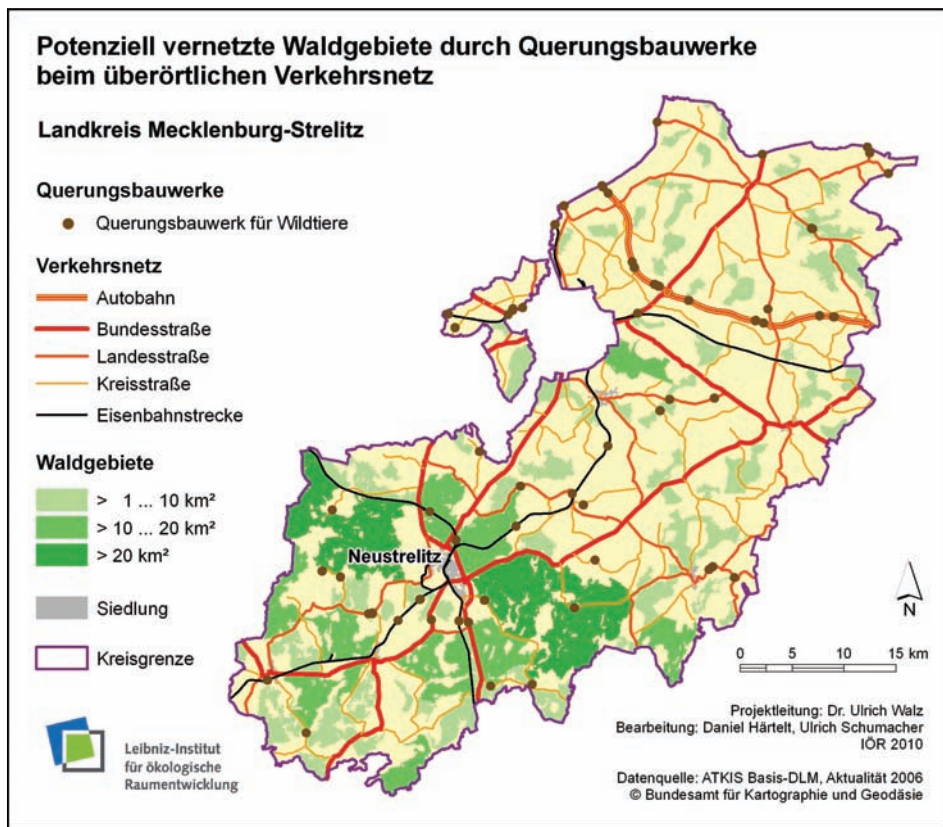 Potenziell vernetzte Waldgebiete durch Querungsbauwerke
beim überörtlichen Verkehrsnetz
Landkreis Mecklenburg-Strelitz
Querungsbauwerke
Querungsbauwerk für Wildtiere
Verkehrsnetz
Autobahn
Bundesstraße
Landesstraße
Kreisstraße
Eisenbahnstrecke
Waldgebiete
> 1 ... 10 km²
> 10 ... 20 km²
> 20 km²
Siedlung
Kreisgrenze
Neustrelitz
N
0 5 10 15 km
Leibniz-Institut
für ökologische
Raumentwicklung
Projektleitung: Dr. Ulrich Walz
Bearbeitung: Daniel Härtelt, Ulrich Schumacher
IÖR 2010
Datenquelle: ATKIS Basis-DLM, Aktualität 2006
© Bundesamt für Kartographie und Geodäsie